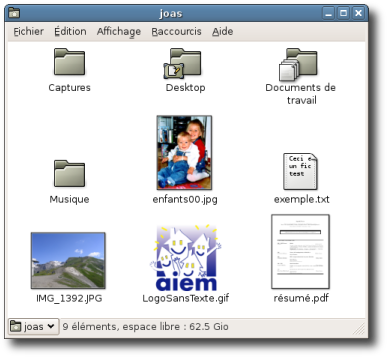 joas
Fichier Édition Affichage Raccourcis Aide
Captures
Desktop
Documents de
travail
Ceci e
un fic
test
Musique
enfants00.jpg
exemple.txt
aiem
IMG_1392.JPG
LogoSansTexte.gif
résumé.pdf
joas 9 éléments, espace libre : 62.5 Gio